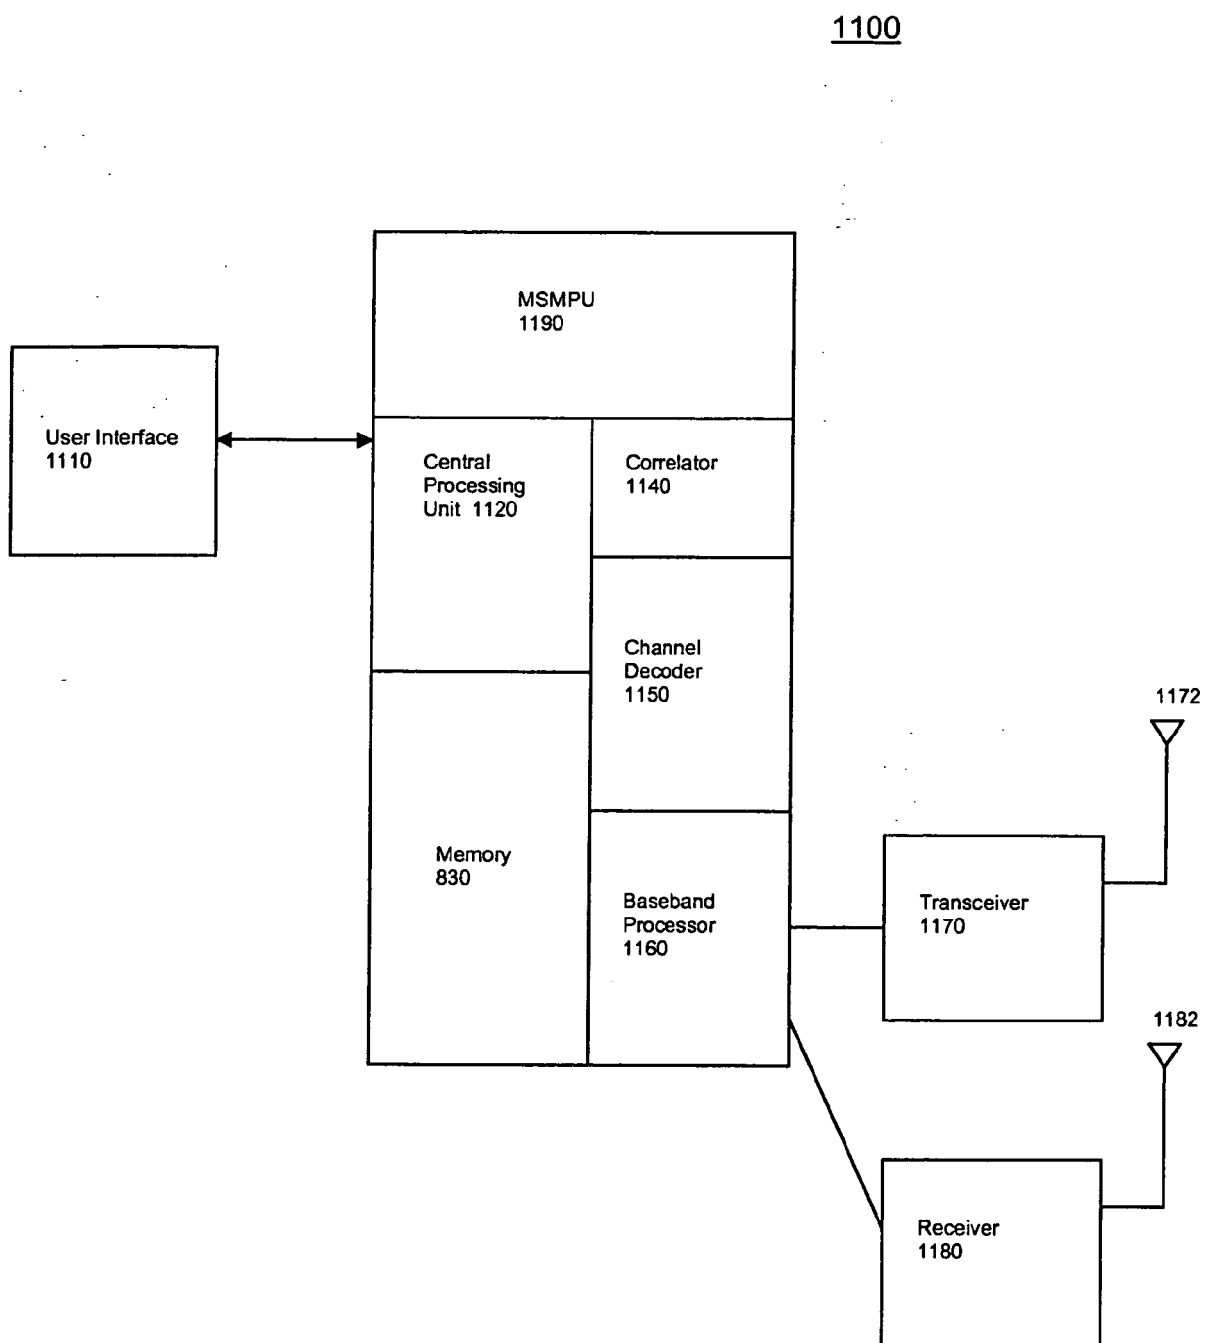 1100
MSMPU
1190
User Interface
1110
Central
Processing
Unit 1120
Correlator
1140
Channel
Decoder
1150
1172
Memory
830
Baseband
Processor
1160
Transceiver
1170
1182
Receiver
1180